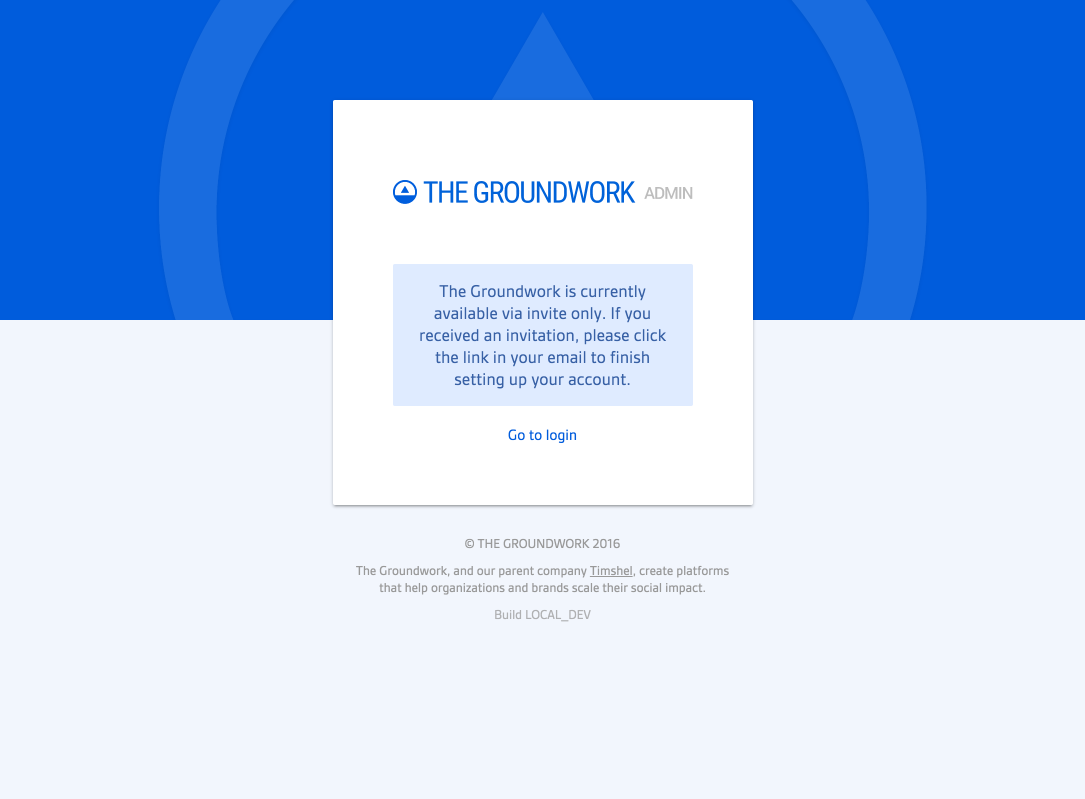 THE GROUNDWORK ADMIN
The Groundwork is currently
available via invite only. If you
received an invitation, please click
the link in your email to finish
setting up your account.
Go to login
© THE GROUNDWORK 2016
The Groundwork, and our parent company Timshel, create platforms
that help organizations and brands scale their social impact.
Build LOCAL_DEV